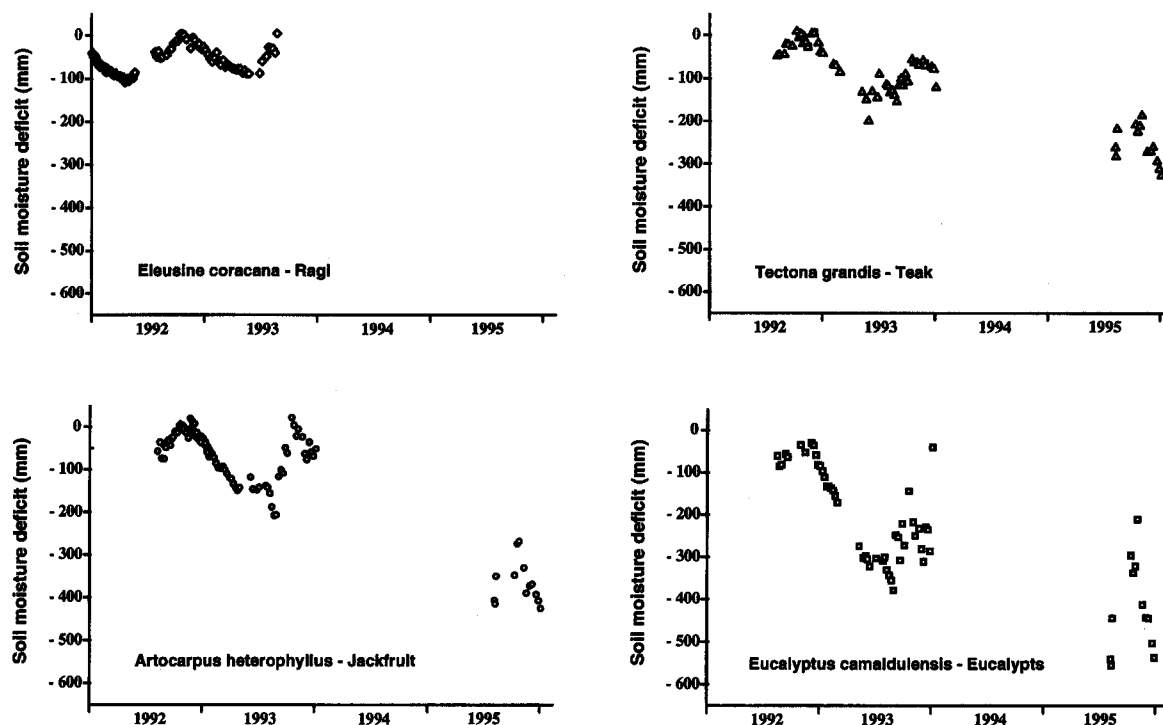 Soil moisture deficit (mm)
0
- 100
- 200
- 300
- 400
- 500
- 600
Eleusine coracana - Ragi
1992 1993 1994 1995
Soil moisture deficit (mm)
0
- 100
- 200
- 300
- 400
- 500
- 600
Tectona grandis - Teak
1992 1993 1994 1995
Soil moisture deficit (mm)
0
- 100
- 200
- 300
- 400
- 500
- 600
Artocarpus heterophyllus - Jackfruit
1992 1993 1994 1995
Soil moisture deficit (mm)
0
- 100
- 200
- 300
- 400
- 500
- 600
Eucalyptus camaldulensis - Eucalypts
1992 1993 1994 1995